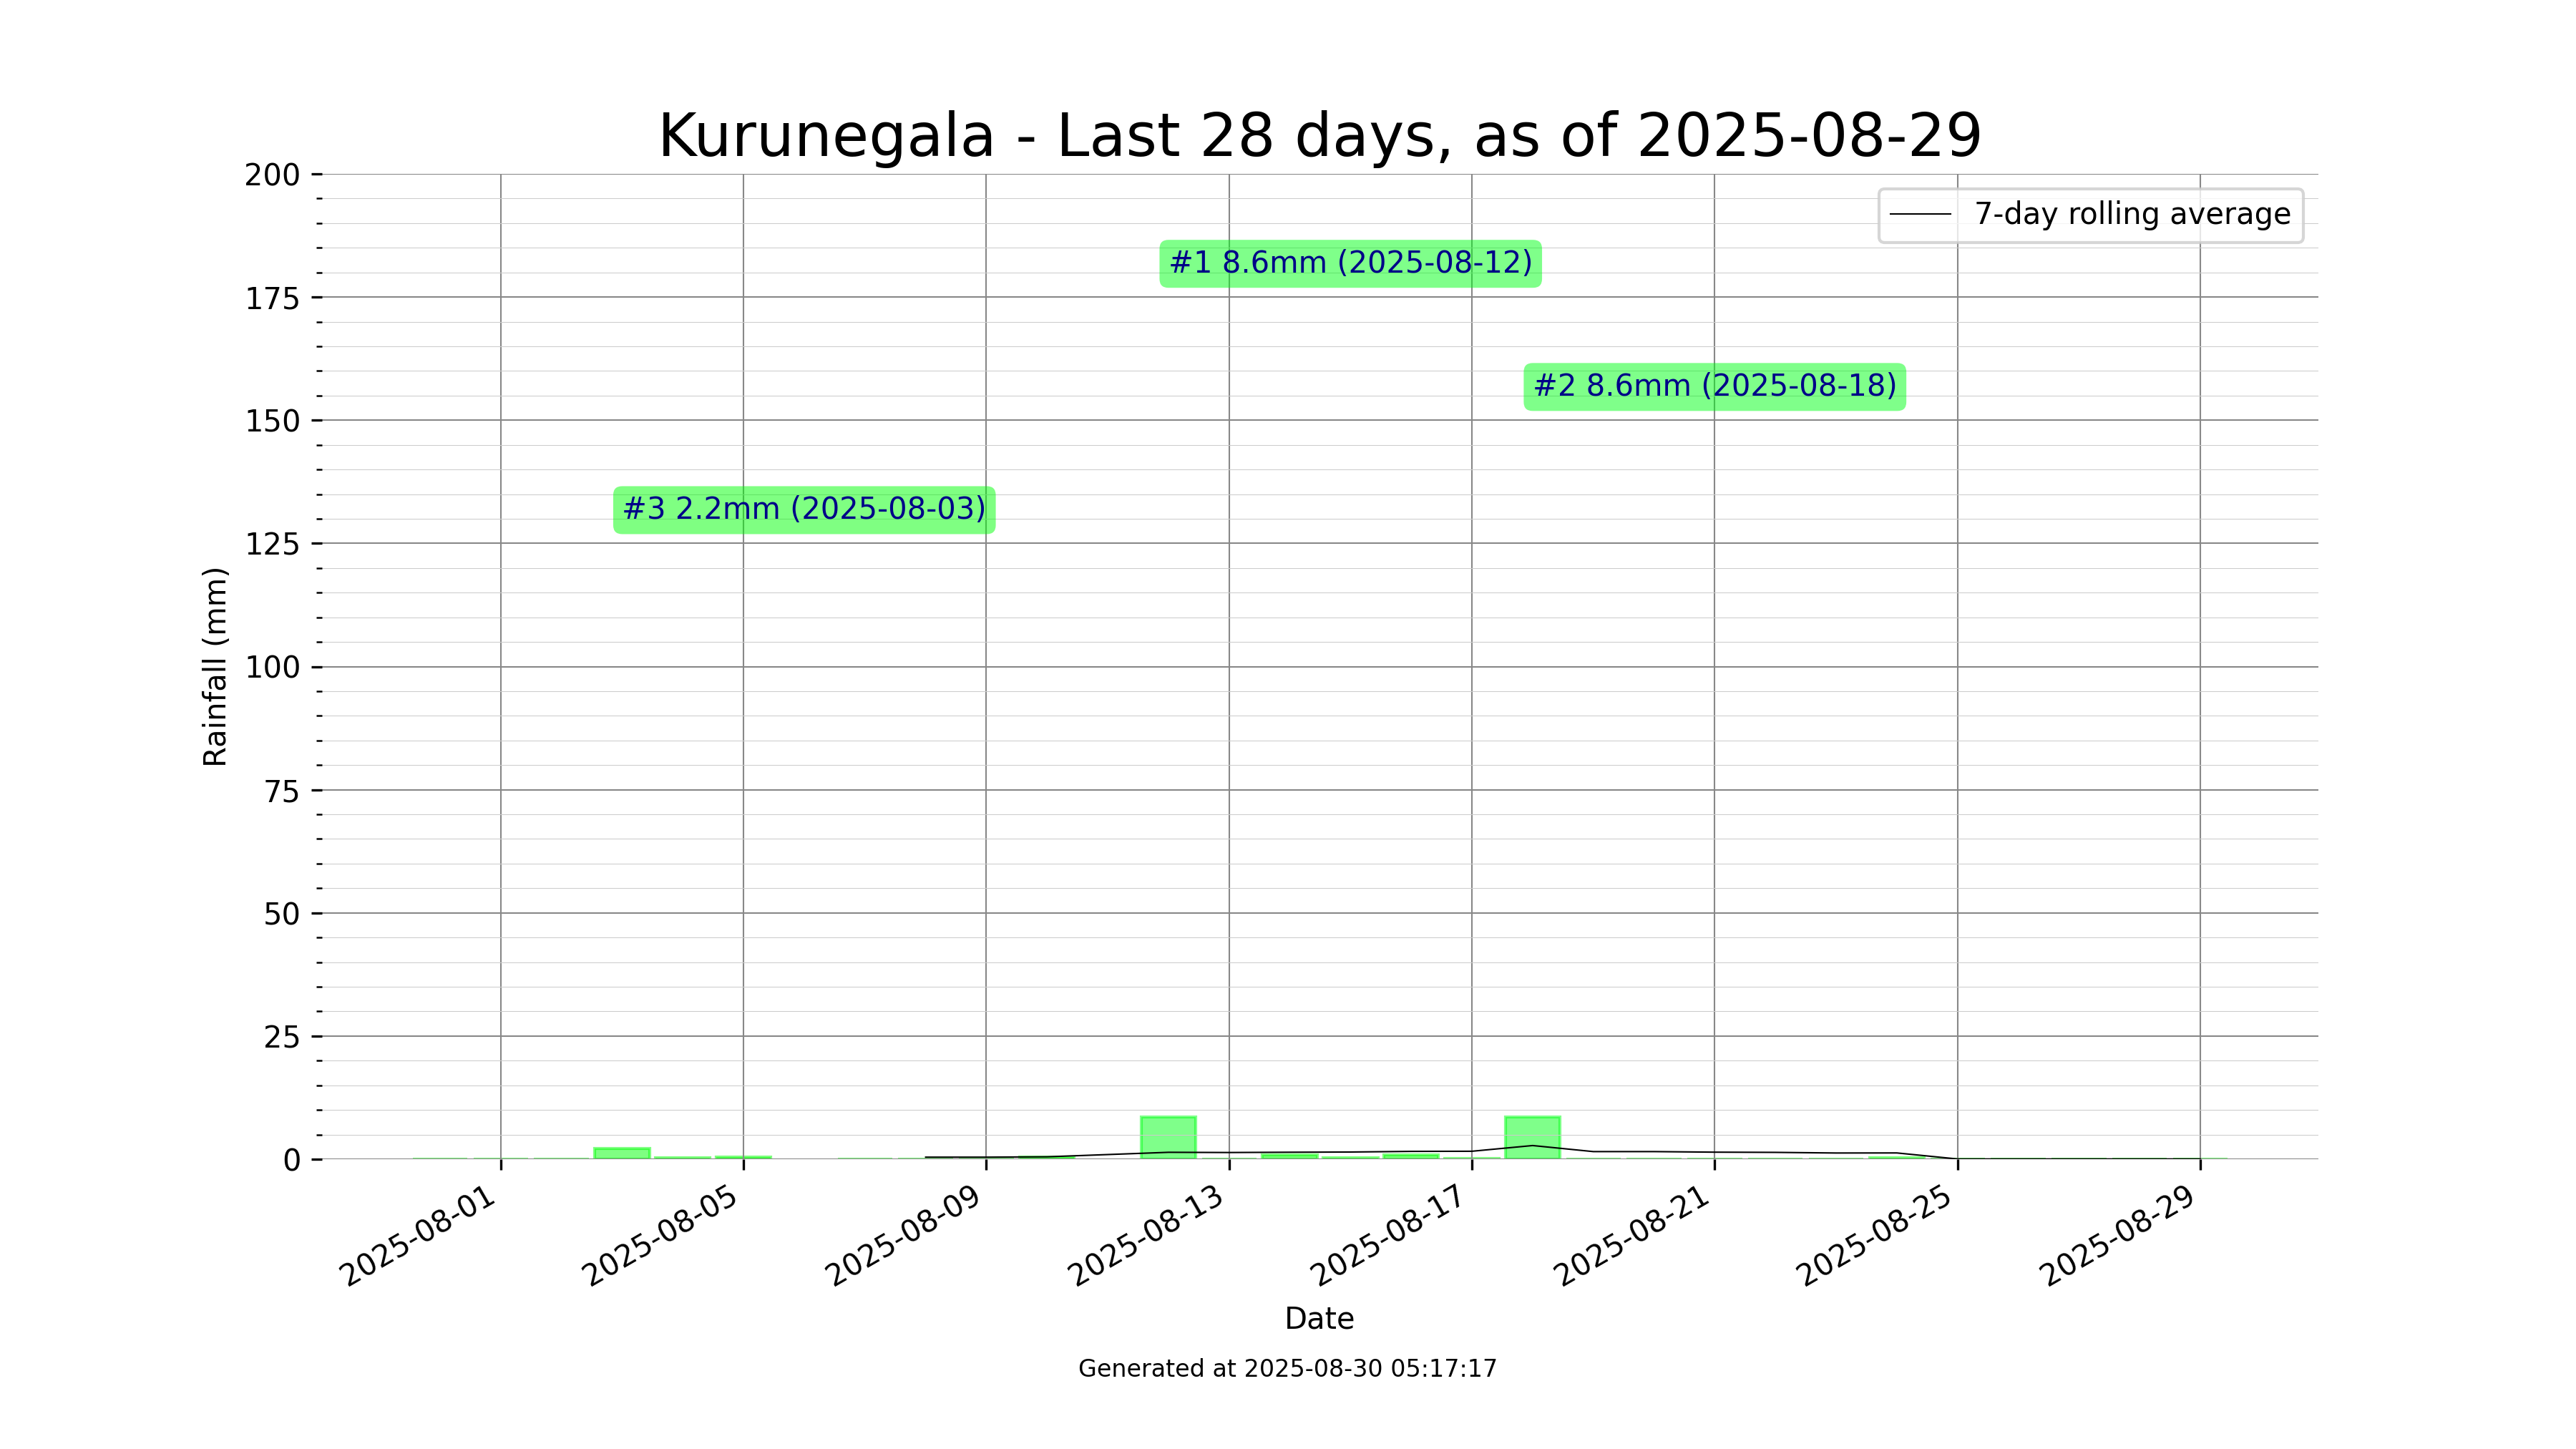 Kurunegala - Last 28 days, as of 2025-08-29
200
175
150
125
100
75
50
25
0
Rainfall (mm)
7-day rolling average
#1 8.6mm (2025-08-12)
#2 8.6mm (2025-08-18)
#3 2.2mm (2025-08-03)
2025-08-01
2025-08-05
2025-08-09
2025-08-13
2025-08-17
2025-08-21
2025-08-25
2025-08-29
Date
Generated at 2025-08-30 05:17:17